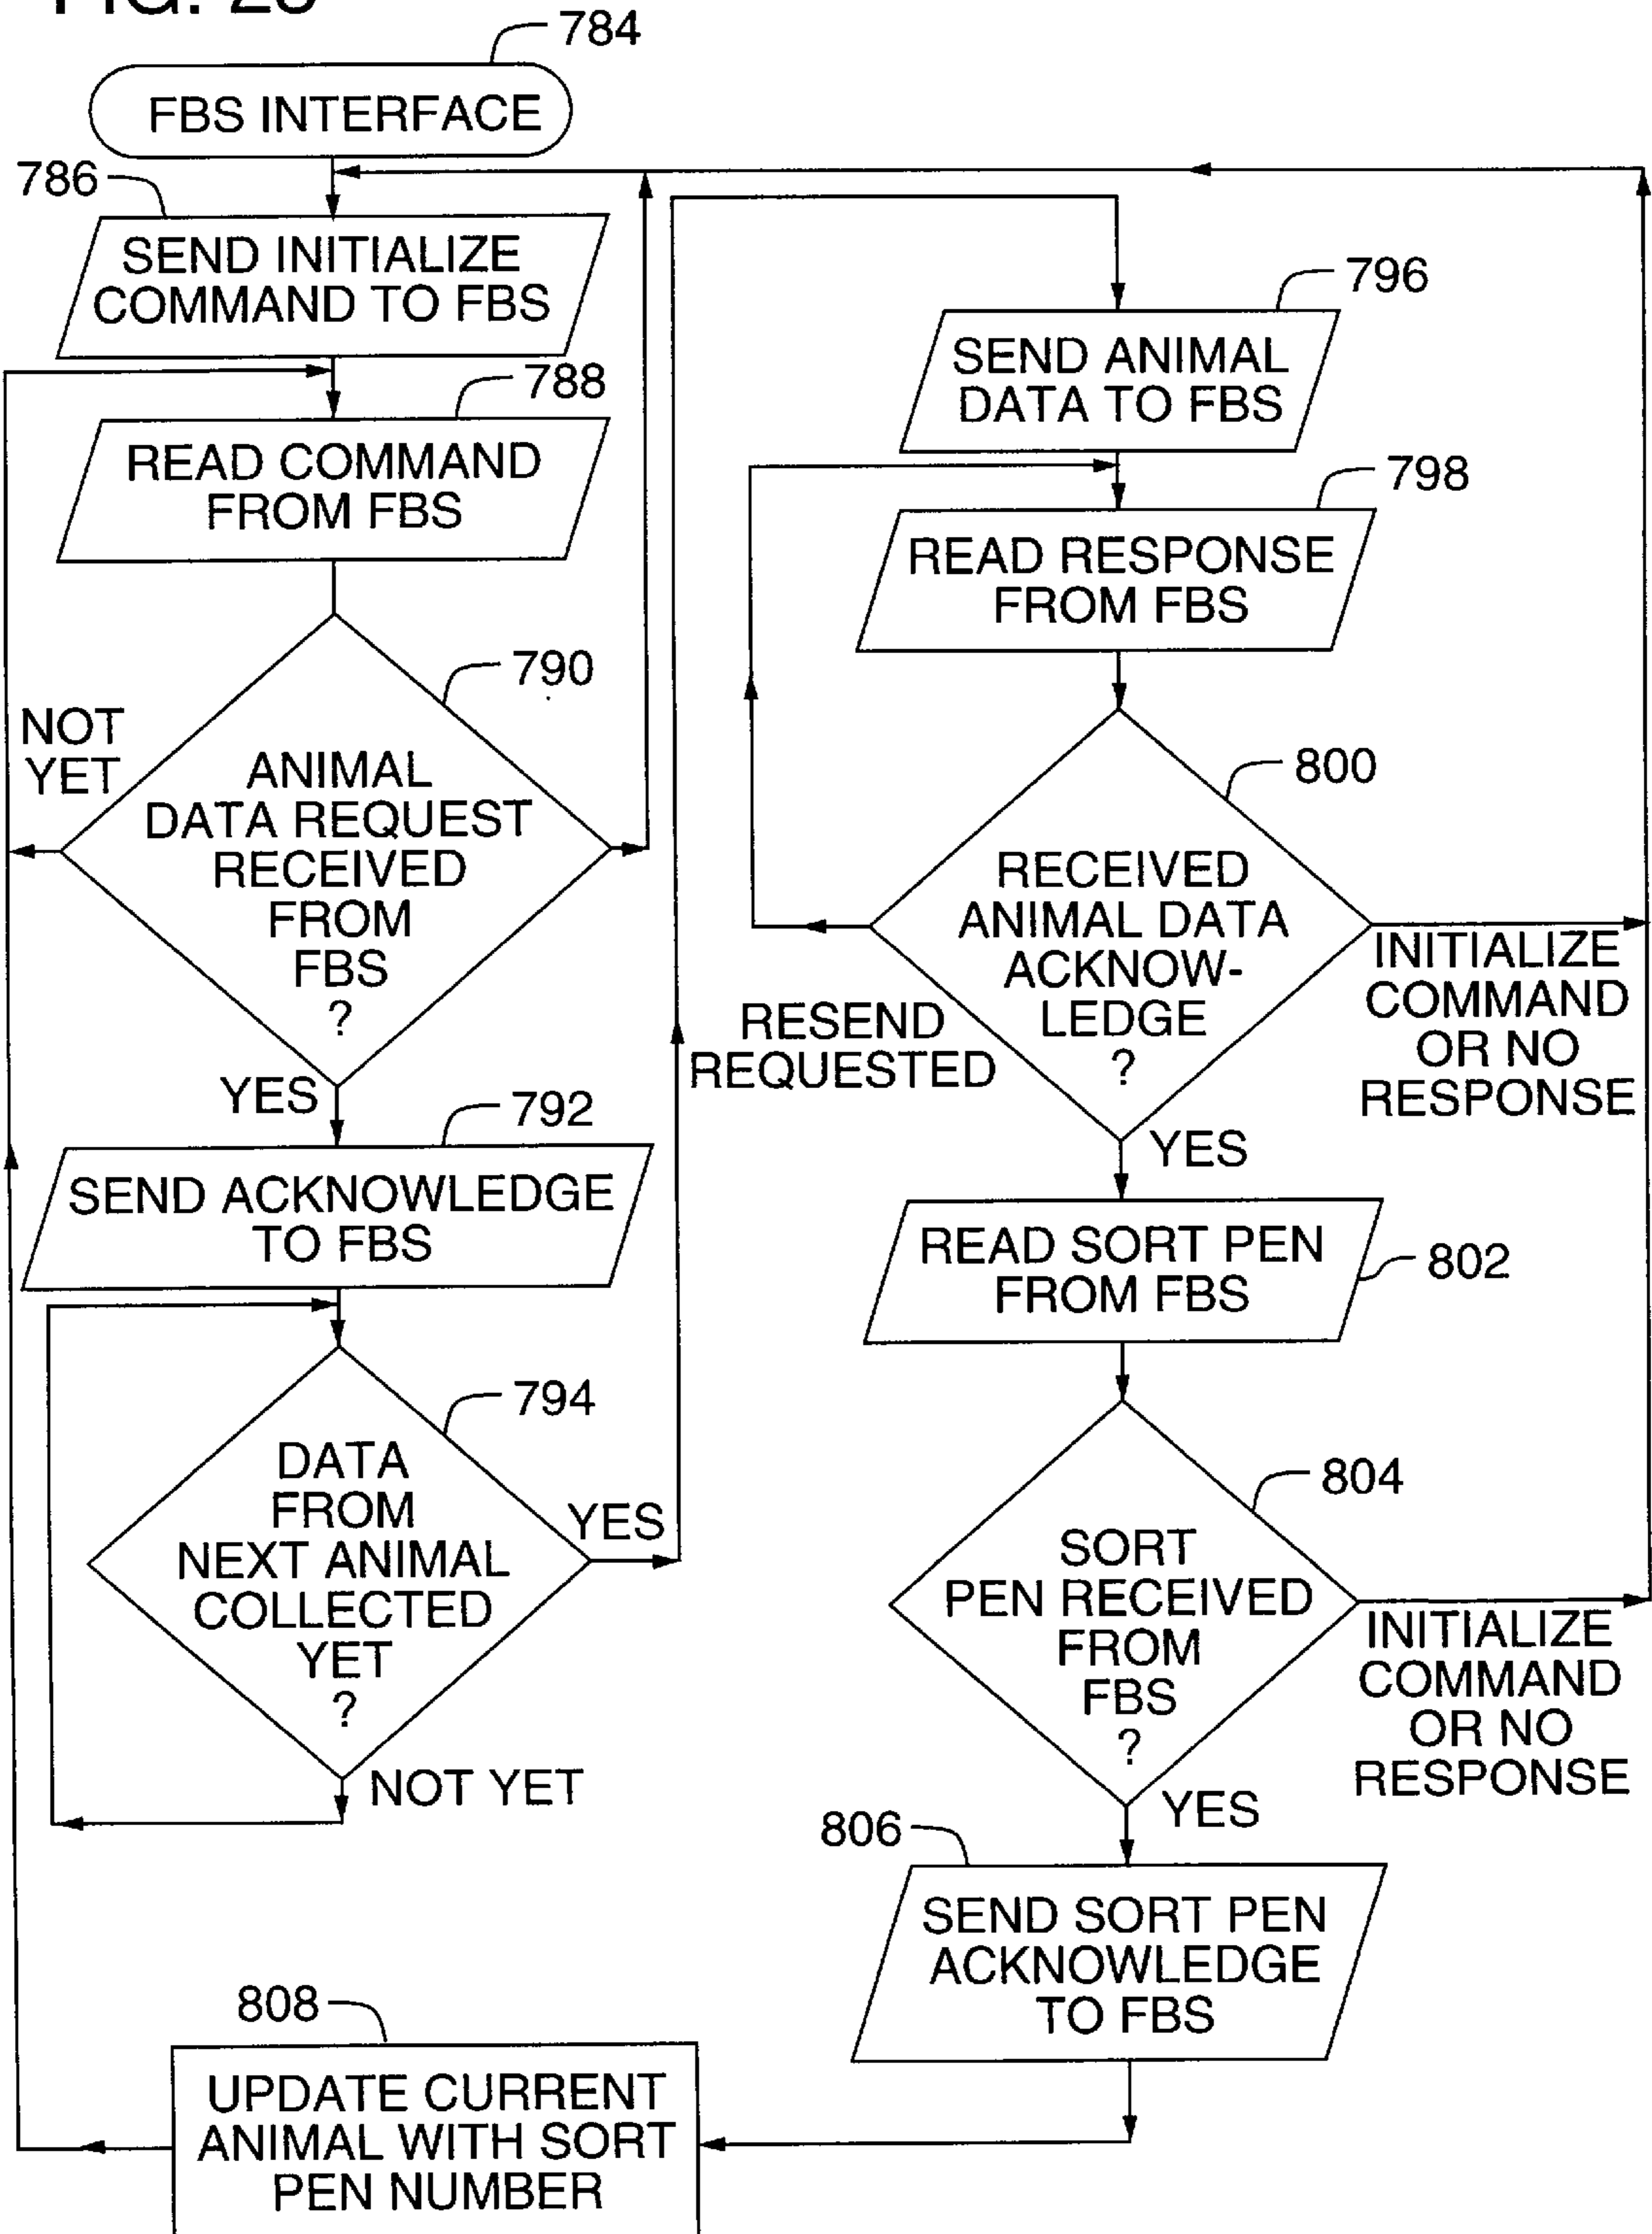 784
FBS INTERFACE
786
SEND INITIALIZE
COMMAND TO FBS
788
READ COMMAND
FROM FBS
790
NOT
YET
ANIMAL
DATA REQUEST
RECEIVED
FROM
FBS
?
YES
792
SEND ACKNOWLEDGE
TO FBS
794
DATA
FROM
NEXT ANIMAL
COLLECTED
YET
?
YES
NOT YET
796
SEND ANIMAL
DATA TO FBS
798
READ RESPONSE
FROM FBS
800
RECEIVED
ANIMAL DATA
ACKNOW-
LEDGE
?
RESEND
REQUESTED
INITIALIZE
COMMAND
OR NO
RESPONSE
YES
READ SORT PEN
FROM FBS
802
804
SORT
PEN RECEIVED
FROM
FBS
?
INITIALIZE
COMMAND
OR NO
RESPONSE
YES
806
SEND SORT PEN
ACKNOWLEDGE
TO FBS
808
UPDATE CURRENT
ANIMAL WITH SORT
PEN NUMBER